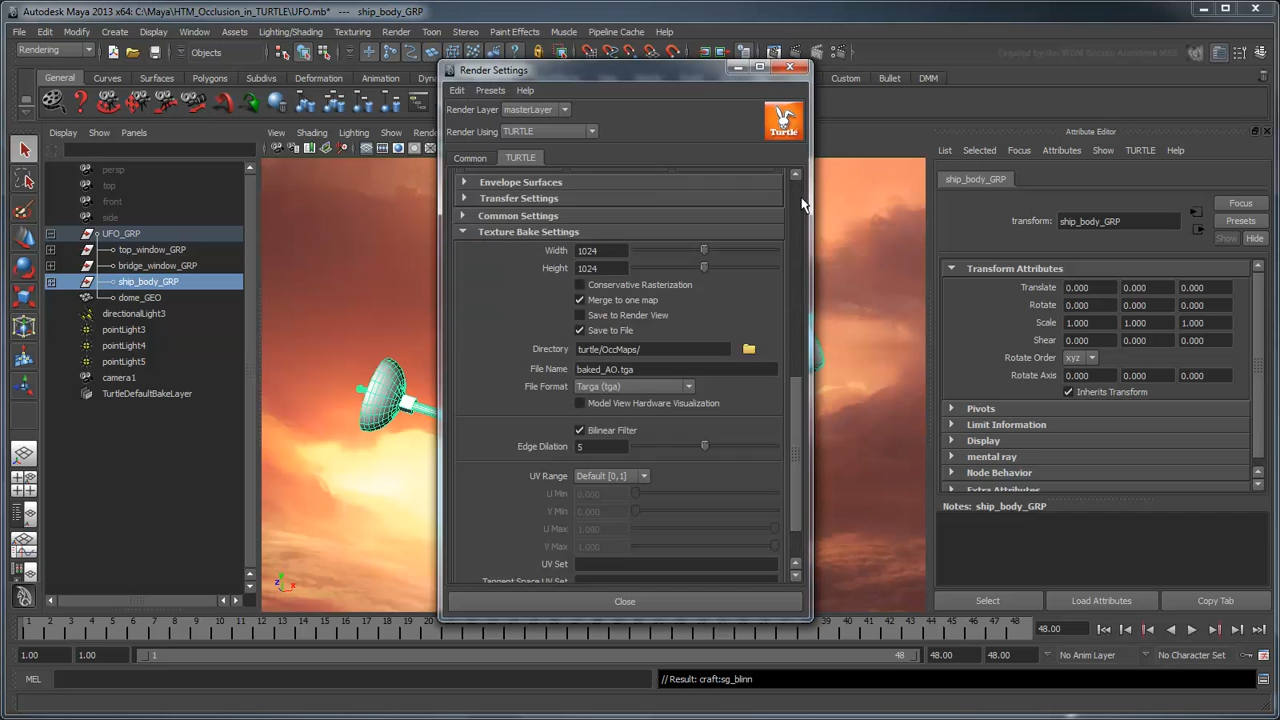 Autodesk Maya 2013 x64: C:\Maya\HTM_Occlusion_in_TURTLE\UFO.mb* --- ship_body_GRP
File Edit Modify Create Display Window Assets Lighting/Shading Texturing Render Toon Stereo Paint Effects Muscle Pipeline Cache Help
Rendering Objects
General Curves Surfaces Polygons Subdivs Deformation Animation Custom Bullet DMM
Display Show Panels
persp
top
front
side
UFO_GRP
top_window_GRP
bridge_window_GRP
ship_body_GRP
dome_GEO
directionalLight3
pointLight3
pointLight4
pointLight5
camera1
TurtleDefaultBakeLayer
View Shading Lighting Show
Render Settings
Edit Presets Help
Render Layer masterLayer
Render Using TURTLE
Turtle
Common TURTLE
Envelope Surfaces
Transfer Settings
Common Settings
Texture Bake Settings
Width 1024
Height 1024
Conservative Rasterization
Merge to one map
Save to Render View
Save to File
Directory turtle/OccMaps/
File Name baked_AO.tga
File Format Targa (tga)
Model View Hardware Visualization
Bilinear Filter
Edge Dilation 5
UV Range Default [0,1]
U Min 0.000
V Min 0.000
U Max 1.000
V Max 1.000
UV Set
Tangent Space UV Set
Close
Attribute Editor
List Selected Focus Attributes Show TURTLE Help
ship_body_GRP
Focus
transform: ship_body_GRP Presets
Show Hide
Transform Attributes
Translate 0.000 0.000 0.000
Rotate 0.000 0.000 0.000
Scale 1.000 1.000 1.000
Shear 0.000 0.000 0.000
Rotate Order xyz
Rotate Axis 0.000 0.000 0.000
Inherits Transform
Pivots
Limit Information
Display
mental ray
Node Behavior
Extra Attributes
Notes: ship_body_GRP
Select Load Attributes Copy Tab
1 2 3 4 5 6 7 8 9 10 11 12 13 14 15 16 17 18 19 20 21 22 23 24 25 26 27 28 29 30 31 32 33 34 35 36 37 38 39 40 41 42 43 44 45 46 47 48 48.00
1.00 1.00 1 48 48.00 48.00 No Anim Layer No Character Set
MEL // Result: craft:sg_blinn